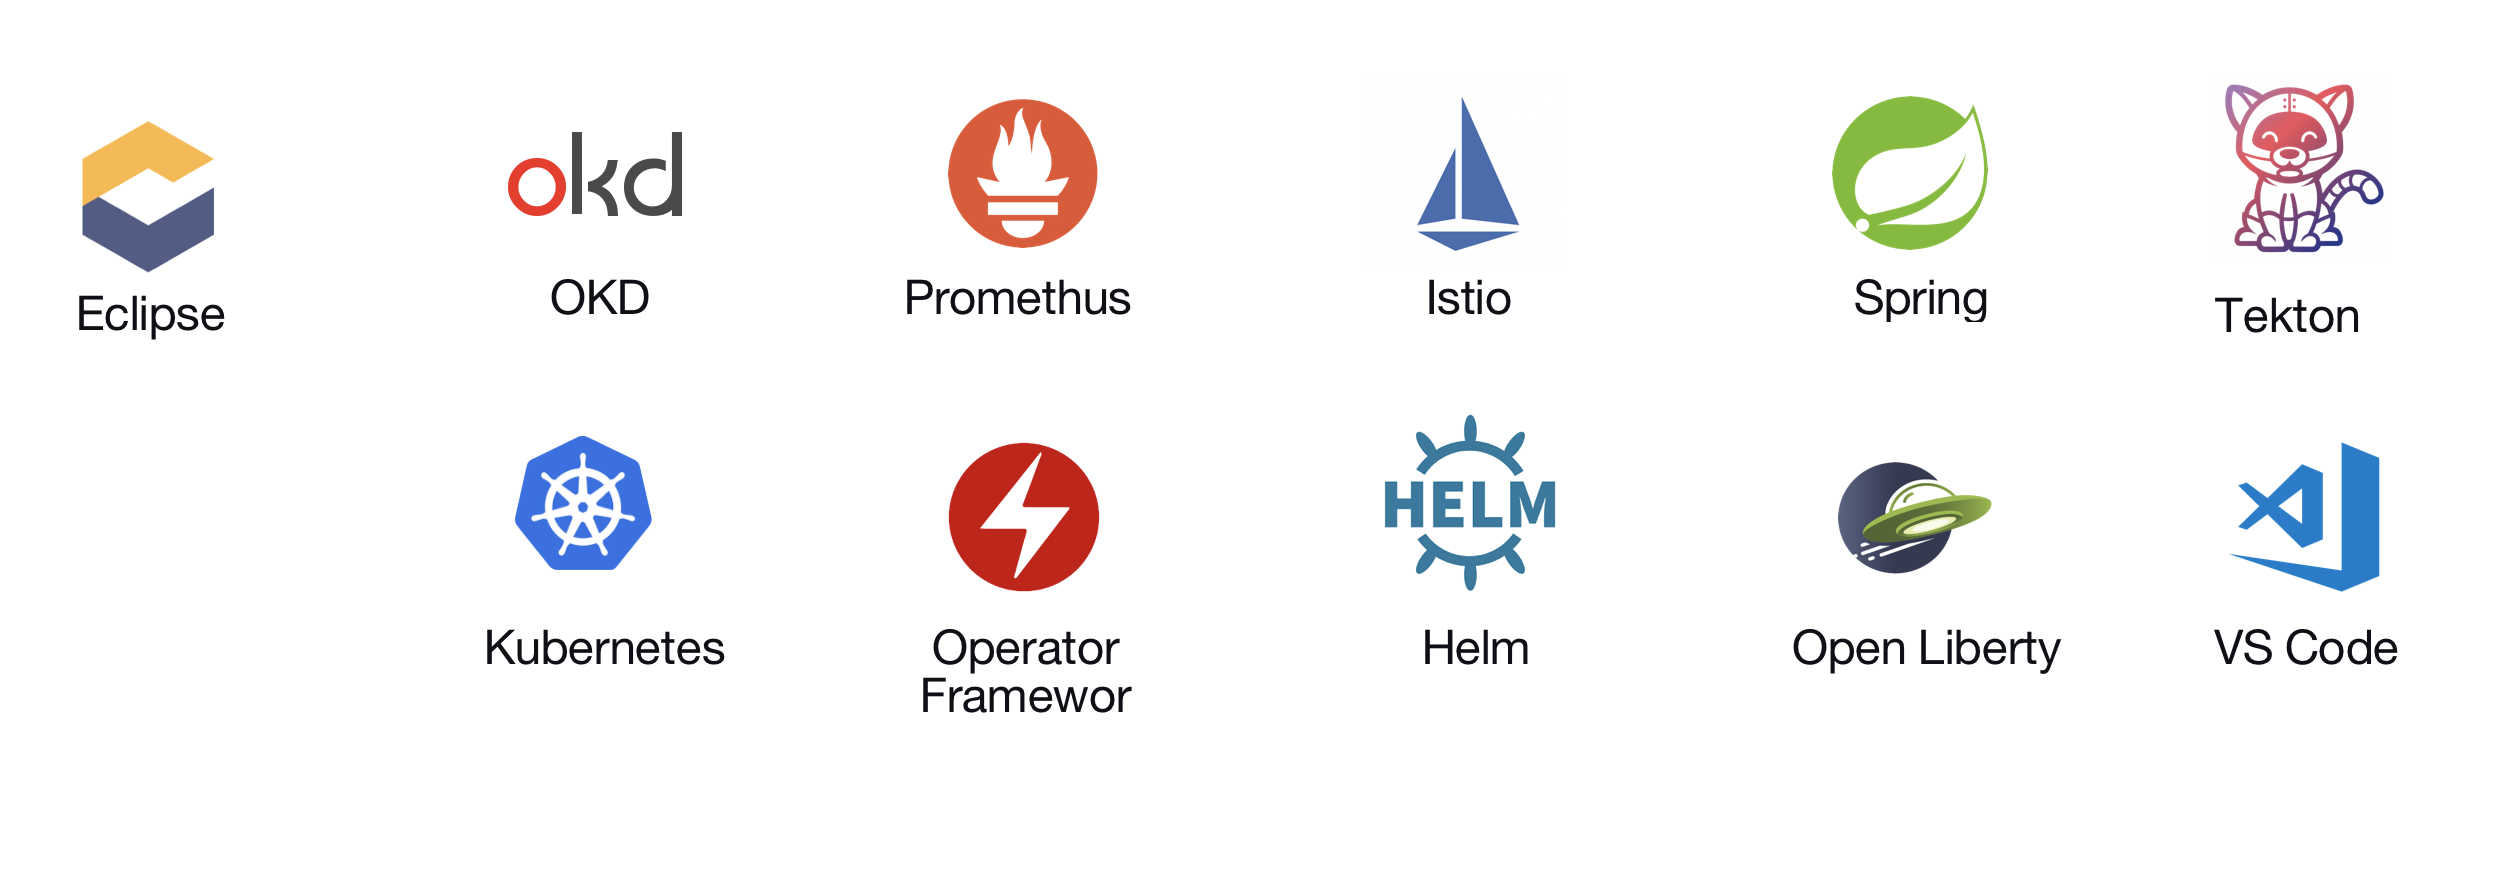 okd
Eclipse
OKD
Promethus
Istio
Spring
Tekton
HELM
Kubernetes
Operator
Framewor
Helm
Open Liberty
VS Code